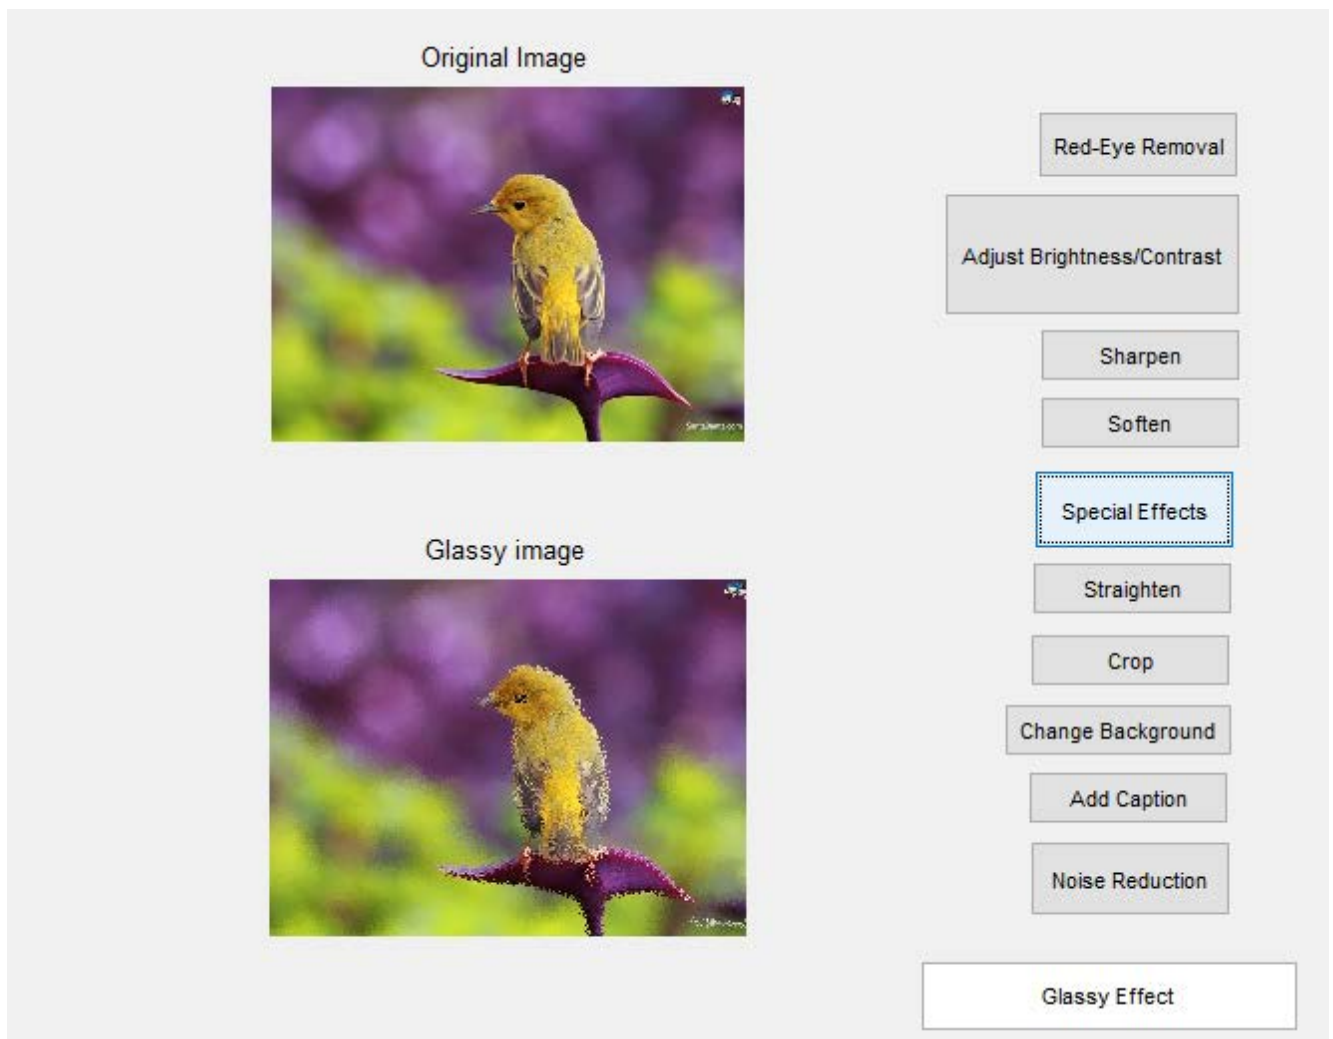 Original Image
Red-Eye Removal
Adjust Brightness/Contrast
Sharpen
Soften
Special Effects
Glassy image
Straighten
Crop
Change Background
Add Caption
Noise Reduction
Glassy Effect